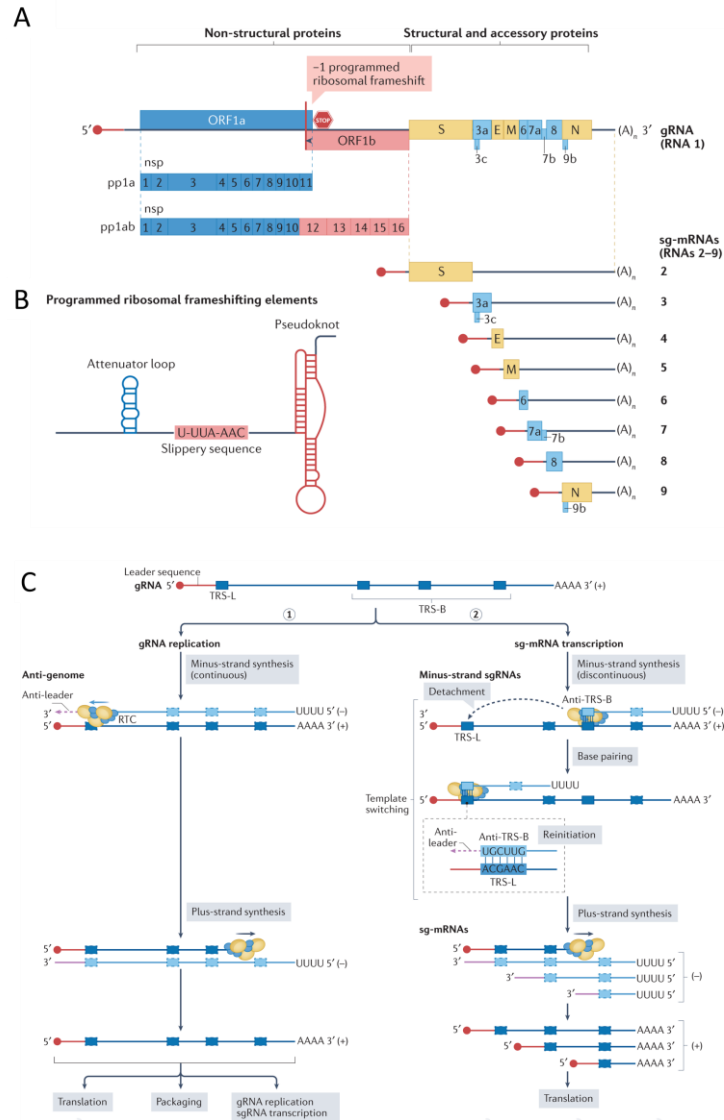 A
Non-structural proteins
Structural and accessory proteins
–1 programmed
ribosomal frameshift
STOP
ORF1a
ORF1b
5′
S
3a
E
M
6
7a
8
N
(A)n 3′
gRNA
(RNA 1)
3c
7b
9b
nsp
pp1a
1 2 3 4 5 6 7 8 9 10 11
nsp
pp1ab
1 2 3 4 5 6 7 8 9 10 12 13 14 15 16
sg-mRNAs
(RNAs 2–9)
S (A)n 2
3a (A)n 3
3c
E (A)n 4
M (A)n 5
6 (A)n 6
7a (A)n 7
7b
8 (A)n 8
N (A)n 9
9b
B
Programmed ribosomal frameshifting elements
Pseudoknot
Attenuator loop
U-UUA-AAC
Slippery sequence
C
Leader sequence
gRNA 5′
AAAA 3′ (+)
TRS-L
TRS-B
1
2
gRNA replication
sg-mRNA transcription
Minus-strand synthesis
(continuous)
Anti-genome
Anti-leader
3′
UUUU 5′ (–)
RTC
5′
AAAA 3′ (+)
Plus-strand synthesis
5′
3′
UUUU 5′ (–)
5′
AAAA 3′ (+)
Translation
Packaging
gRNA replication
sgRNA transcription
Minus-strand sgRNAs
Minus-strand synthesis
(discontinuous)
Detachment
Anti-TRS-B
3′
UUUU 5′ (–)
5′
AAAA 3′ (+)
TRS-L
Base pairing
Template
switching
UUUU
5′
AAAA 3′
Reinitiation
Anti-
leader
Anti-TRS-B
UGCUUG
ACGAAC
TRS-L
Plus-strand synthesis
sg-mRNAs
5′
3′
UUUU 5′
3′
UUUU 5′
(–)
3′
UUUU 5′
5′
AAAA 3′
5′
AAAA 3′
(+)
5′
AAAA 3′
Translation